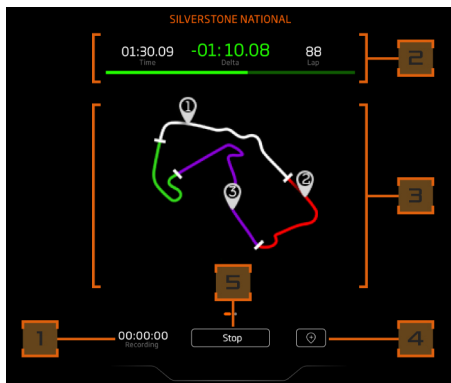 SILVERSTONE NATIONAL
01:30.09 -01:10.08 88
Time Delta Lap
2
1
2
3
3
5
1
00:00:00
Recording
Stop
4